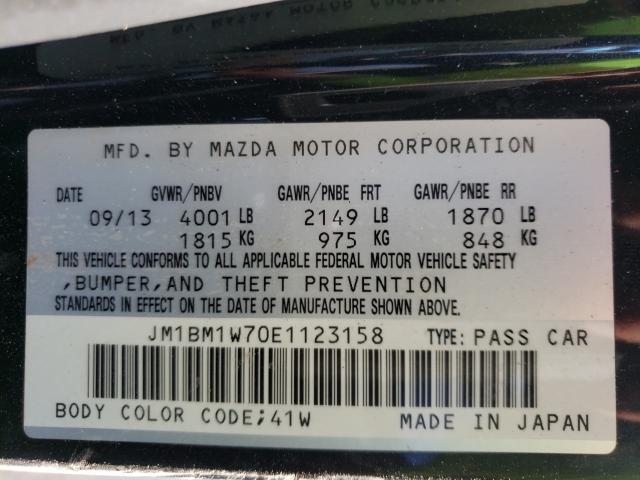 MFD. BY MAZDA MOTOR CORPORATION
DATE GVWR/PNBV GAWR/PNBE FRT GAWR/PNBE RR
09/13 4001 LB 2149 LB 1870 LB
1815 KG 975 KG 848 KG
THIS VEHICLE CONFORMS TO ALL APPLICABLE FEDERAL MOTOR VEHICLE SAFETY
,BUMPER,AND THEFT PREVENTION
STANDARDS IN EFFECT ON THE DATE OF MANUFACTURE SHOWN ABOVE.
JM1BM1W70E1123158 TYPE: PASS CAR
BODY COLOR CODE;41W MADE IN JAPAN